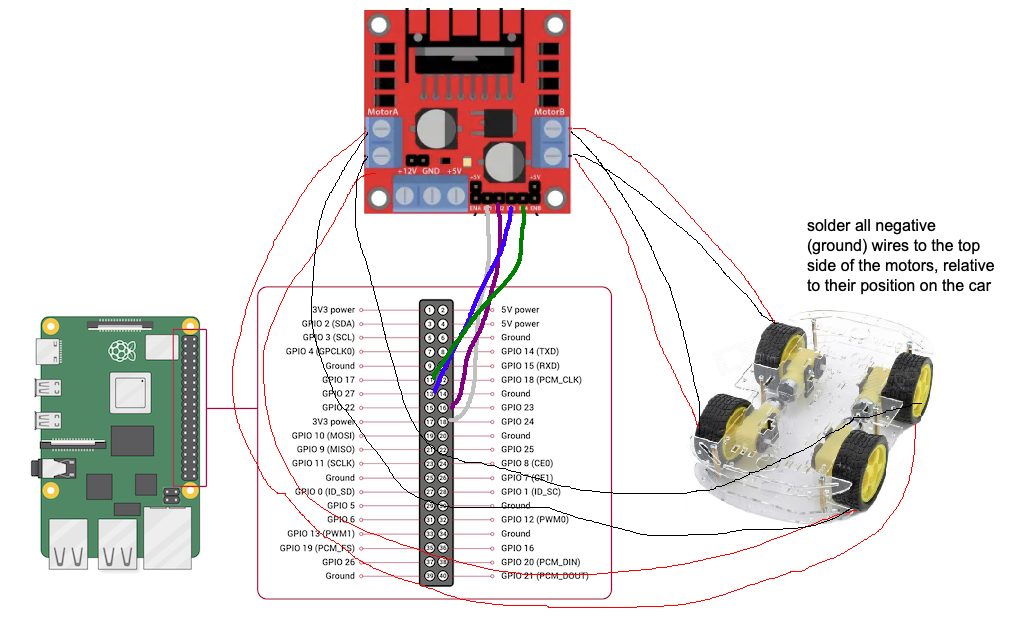 MotorA
MotorB
+12V GND +5V
+5V
+5V
ENA
ENB
solder all negative
(ground) wires to the top
side of the motors, relative
to their position on the car
3V3 power 1 2 5V power
GPIO 2 (SDA) 3 4 5V power
GPIO 3 (SCL) 5 6 Ground
GPIO 4 (GPCLK0) 7 8 GPIO 14 (TXD)
Ground 9 GPIO 15 (RXD)
GPIO 17 11 12 GPIO 18 (PCM_CLK)
GPIO 27 13 14 Ground
GPIO 22 15 16 GPIO 23
3V3 power 17 18 GPIO 24
GPIO 10 (MOSI) 19 20 Ground
GPIO 9 (MISO) 21 22 GPIO 25
GPIO 11 (SCLK) 23 24 GPIO 8 (CE0)
Ground 25 26 GPIO 7 (CE1)
GPIO 0 (ID_SD) 27 28 GPIO 1 (ID_SC)
GPIO 5 29 30 Ground
GPIO 6 31 32 GPIO 12 (PWM0)
GPIO 13 (PWM1) 33 34 Ground
GPIO 19 (PCM_FS) 35 36 GPIO 16
GPIO 26 37 38 GPIO 20 (PCM_DIN)
Ground 39 40 GPIO 21 (PCM_DOUT)